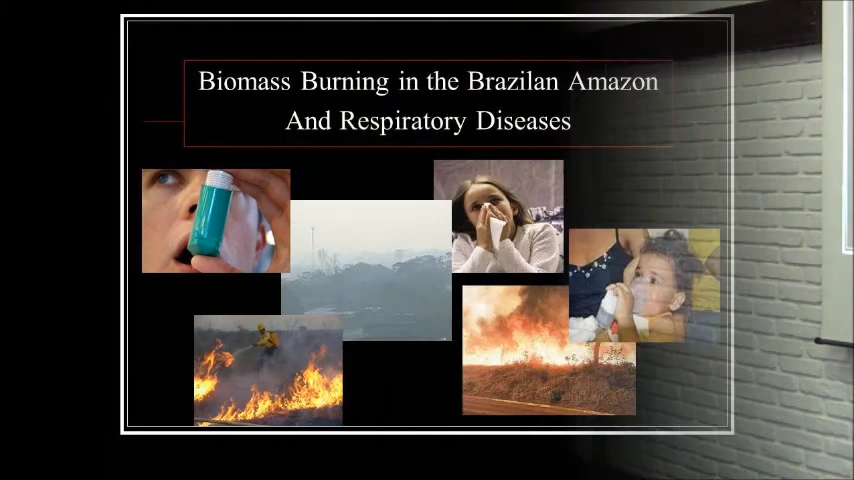 Biomass Burning in the Brazilan Amazon
And Respiratory Diseases